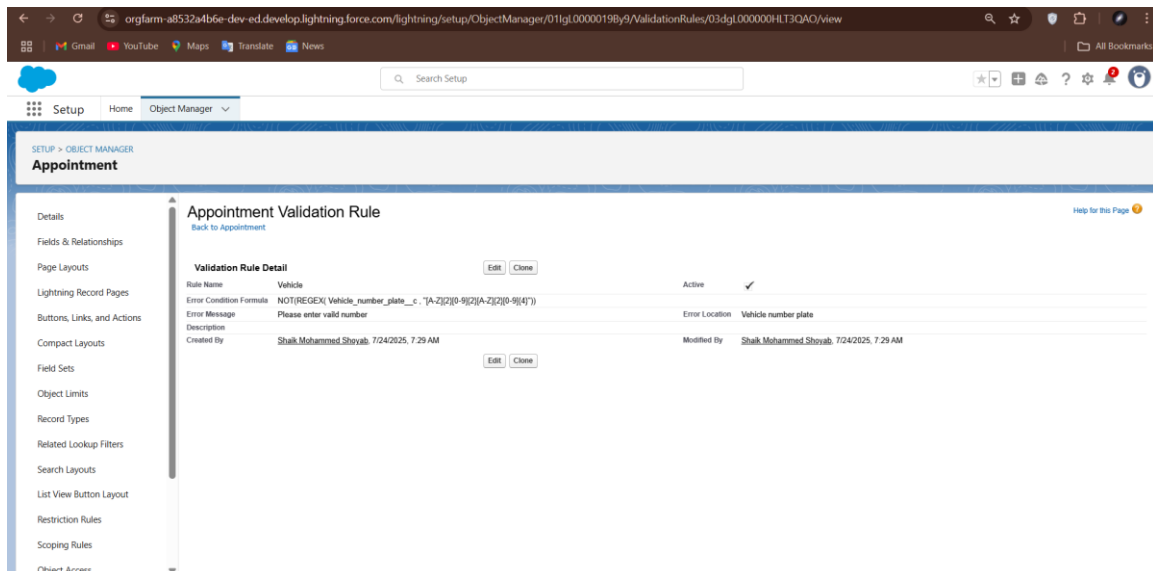 orgfarm-a8532a4b6e-dev-ed.develop.lightning.force.com/lightning/setup/ObjectManager/01IgL0000019By9/ValidationRules/03dgL000000HLT3QAO/view
Gmail YouTube Maps Translate News All Bookmarks
Search Setup
2
Setup Home Object Manager
SETUP > OBJECT MANAGER
Appointment
Details
Fields & Relationships
Page Layouts
Lightning Record Pages
Buttons, Links, and Actions
Compact Layouts
Field Sets
Object Limits
Record Types
Related Lookup Filters
Search Layouts
List View Button Layout
Restriction Rules
Scoping Rules
Object Access
Appointment Validation Rule
Help for this Page
Back to Appointment
Validation Rule Detail Edit Clone
Rule Name Vehicle Active
Error Condition Formula NOT(REGEX( Vehicle_number_plate__c , "[A-Z]{2}[0-9]{2}[A-Z]{2}[0-9]{4}"))
Error Message Please enter vaild number Error Location Vehicle number plate
Description
Created By Shaik Mohammed Shoyab, 7/24/2025, 7:29 AM Modified By Shaik Mohammed Shoyab, 7/24/2025, 7:29 AM
Edit Clone